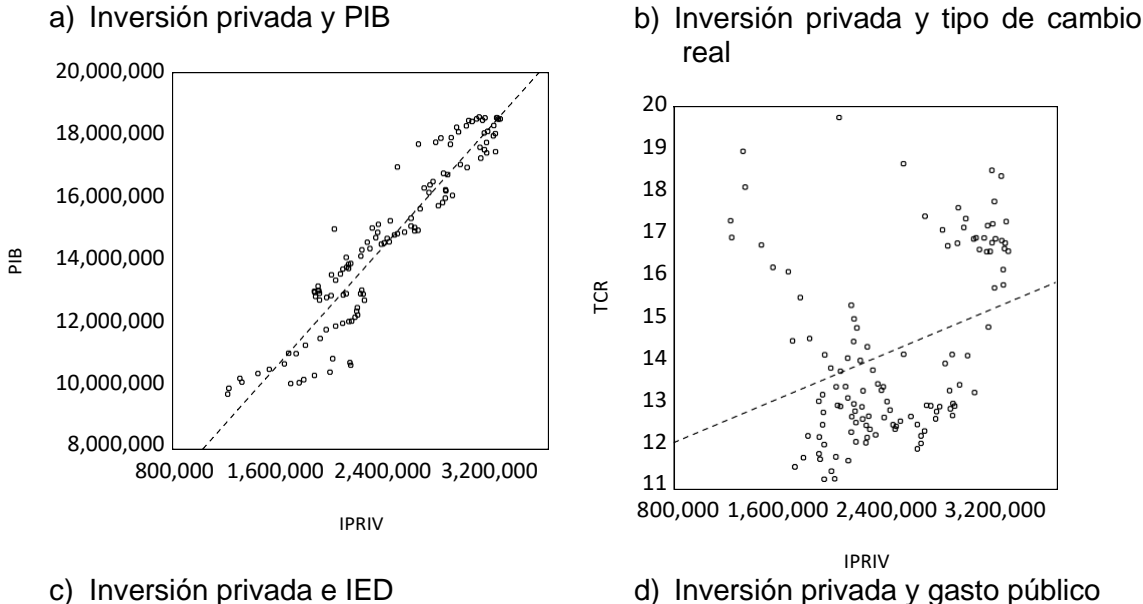 a) Inversión privada y PIB
20,000,000
18,000,000
16,000,000
14,000,000
12,000,000
10,000,000
8,000,000
PIB
800,000 1,600,000 2,400,000 3,200,000
IPRIV
b) Inversión privada y tipo de cambio
real
20
19
18
17
16
15
14
13
12
11
TCR
800,000 1,600,000 2,400,000 3,200,000
IPRIV
c) Inversión privada e IED
d) Inversión privada y gasto público